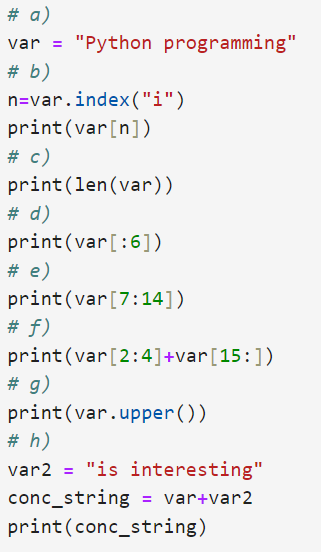 # a)
var = "Python programming"
# b)
n=var.index("i")
print(var[n])
# c)
print(len(var))
# d)
print(var[:6])
# e)
print(var[7:14])
# f)
print(var[2:4]+var[15:])
# g)
print(var.upper())
# h)
var2 = "is interesting"
conc_string = var+var2
print(conc_string)